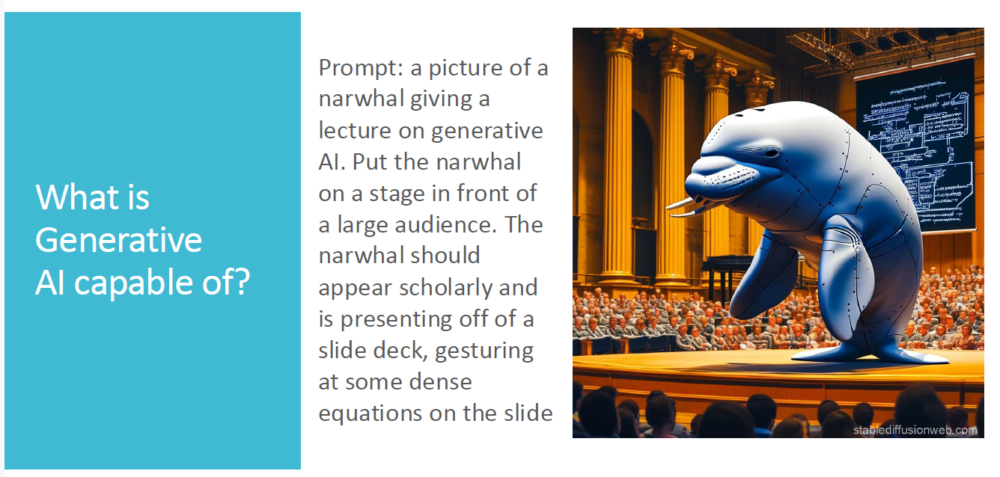 What is
Generative
AI capable of?
Prompt: a picture of a
narwhal giving a
lecture on generative
AI. Put the narwhal
on a stage in front of
a large audience. The
narwhal should
appear scholarly and
is presenting off of a
slide deck, gesturing
at some dense
equations on the slide
stablediffusionweb.com